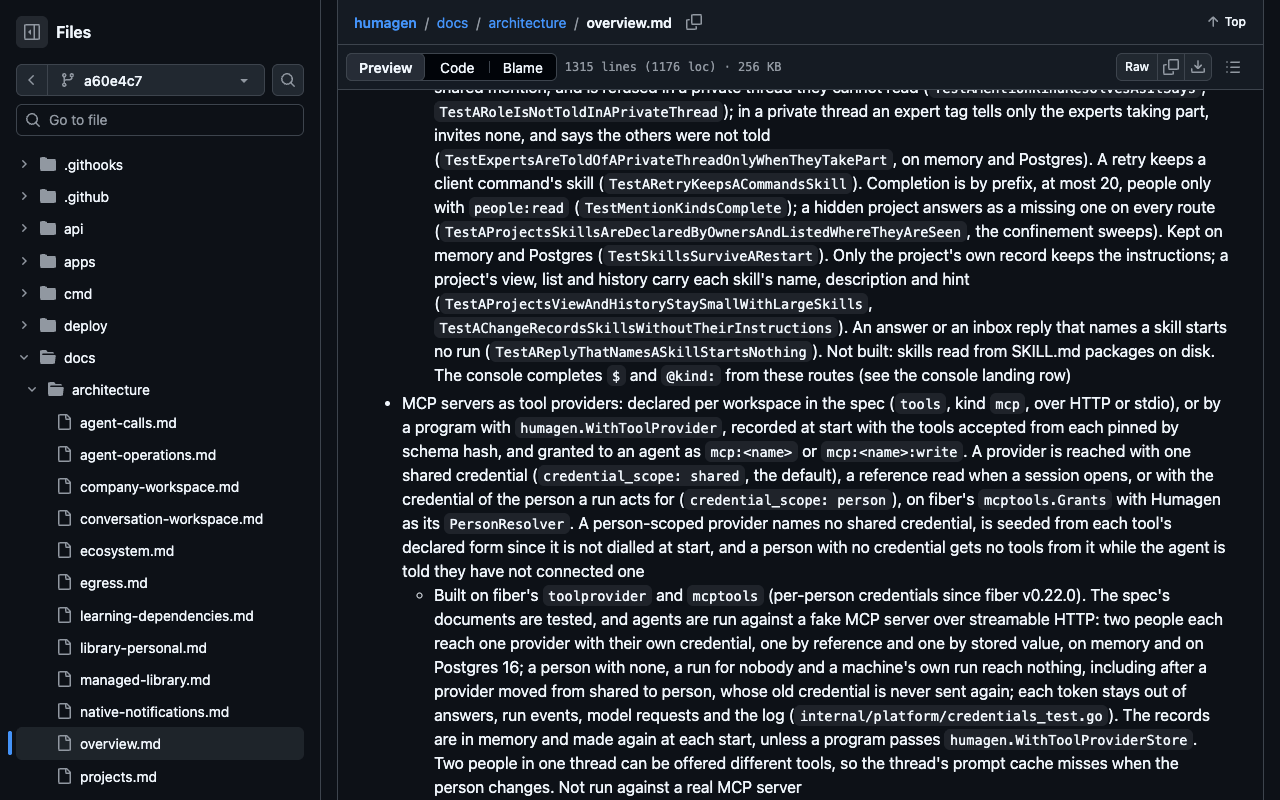 Files
a60e4c7
Go to file
.githooks
.github
api
apps
cmd
deploy
docs
architecture
agent-calls.md
agent-operations.md
company-workspace.md
conversation-workspace.md
ecosystem.md
egress.md
learning-dependencies.md
library-personal.md
managed-library.md
native-notifications.md
overview.md
projects.md
humagen / docs / architecture / overview.md
Top
Preview Code Blame 1315 lines (1176 loc) · 256 KB
Raw
shared mention, and is refused in a private thread they cannot read (TestAMentionKindResolvesAsItSays,
TestARoleIsNotToldInAPrivateThread); in a private thread an expert tag tells only the experts taking part,
invites none, and says the others were not told
(TestExpertsAreToldOfAPrivateThreadOnlyWhenTheyTakePart, on memory and Postgres). A retry keeps a
client command's skill (TestARetryKeepsACommandsSkill). Completion is by prefix, at most 20, people only
with people:read (TestMentionKindsComplete); a hidden project answers as a missing one on every route
(TestAProjectsSkillsAreDeclaredByOwnersAndListedWhereTheyAreSeen, the confinement sweeps). Kept on
memory and Postgres (TestSkillsSurviveARestart). Only the project's own record keeps the instructions; a
project's view, list and history carry each skill's name, description and hint
(TestAProjectsViewAndHistoryStaySmallWithLargeSkills,
TestAChangeRecordsSkillsWithoutTheirInstructions). An answer or an inbox reply that names a skill starts
no run (TestAReplyThatNamesASkillStartsNothing). Not built: skills read from SKILL.md packages on disk.
The console completes $ and @kind: from these routes (see the console landing row)
• MCP servers as tool providers: declared per workspace in the spec (tools, kind mcp, over HTTP or stdio), or by
a program with humagen.WithToolProvider, recorded at start with the tools accepted from each pinned by
schema hash, and granted to an agent as mcp:<name> or mcp:<name>:write. A provider is reached with one
shared credential (credential_scope: shared, the default), a reference read when a session opens, or with the
credential of the person a run acts for (credential_scope: person), on fiber's mcptools.Grants with Humagen
as its PersonResolver. A person-scoped provider names no shared credential, is seeded from each tool's
declared form since it is not dialled at start, and a person with no credential gets no tools from it while the agent is
told they have not connected one
◦ Built on fiber's toolprovider and mcptools (per-person credentials since fiber v0.22.0). The spec's
documents are tested, and agents are run against a fake MCP server over streamable HTTP: two people each
reach one provider with their own credential, one by reference and one by stored value, on memory and on
Postgres 16; a person with none, a run for nobody and a machine's own run reach nothing, including after a
provider moved from shared to person, whose old credential is never sent again; each token stays out of
answers, run events, model requests and the log (internal/platform/credentials_test.go). The records
are in memory and made again at each start, unless a program passes humagen.WithToolProviderStore.
Two people in one thread can be offered different tools, so the thread's prompt cache misses when the
person changes. Not run against a real MCP server